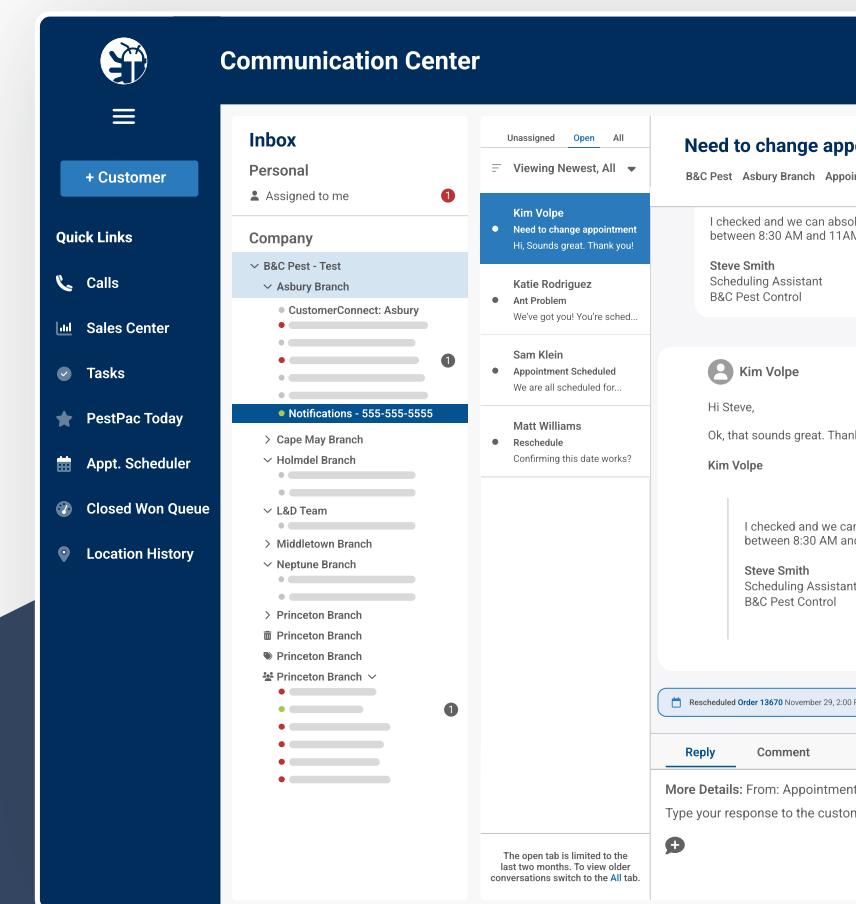 Communication Center
+ Customer
Quick Links
Calls
Sales Center
Tasks
PestPac Today
Appt. Scheduler
Closed Won Queue
Location History
Inbox
Personal
Assigned to me
1
Company
B&C Pest - Test
Asbury Branch
CustomerConnect: Asbury
1
Notifications - 555-555-5555
Cape May Branch
Holmdel Branch
L&D Team
Middletown Branch
Neptune Branch
Princeton Branch
Princeton Branch
Princeton Branch
Princeton Branch
1
Unassigned Open All
Viewing Newest, All
Kim Volpe
Need to change appointment
Hi, Sounds great. Thank you!
Katie Rodriguez
Ant Problem
We've got you! You're sched...
Sam Klein
Appointment Scheduled
We are all scheduled for...
Matt Williams
Reschedule
Confirming this date works?
The open tab is limited to the
last two months. To view older
conversations switch to the All tab.
Need to change appo
B&C Pest Asbury Branch Appoin
I checked and we can absol
between 8:30 AM and 11AM
Steve Smith
Scheduling Assistant
B&C Pest Control
Kim Volpe
Hi Steve,
Ok, that sounds great. Thank
Kim Volpe
I checked and we can
between 8:30 AM and
Steve Smith
Scheduling Assistant
B&C Pest Control
Rescheduled Order 13670 November 29, 2:00 P
Reply Comment
More Details: From: Appointment
Type your response to the custom